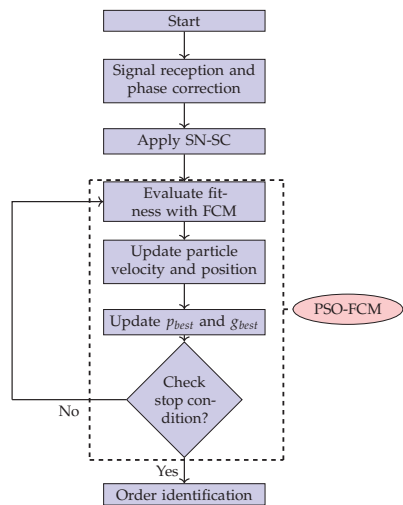 Start
Signal reception and
phase correction
Apply SN-SC
Evaluate fit-
ness with FCM
Update particle
velocity and position
PSO-FCM
Update p_best and g_best
Check
stop con-
dition?
No
Yes
Order identification